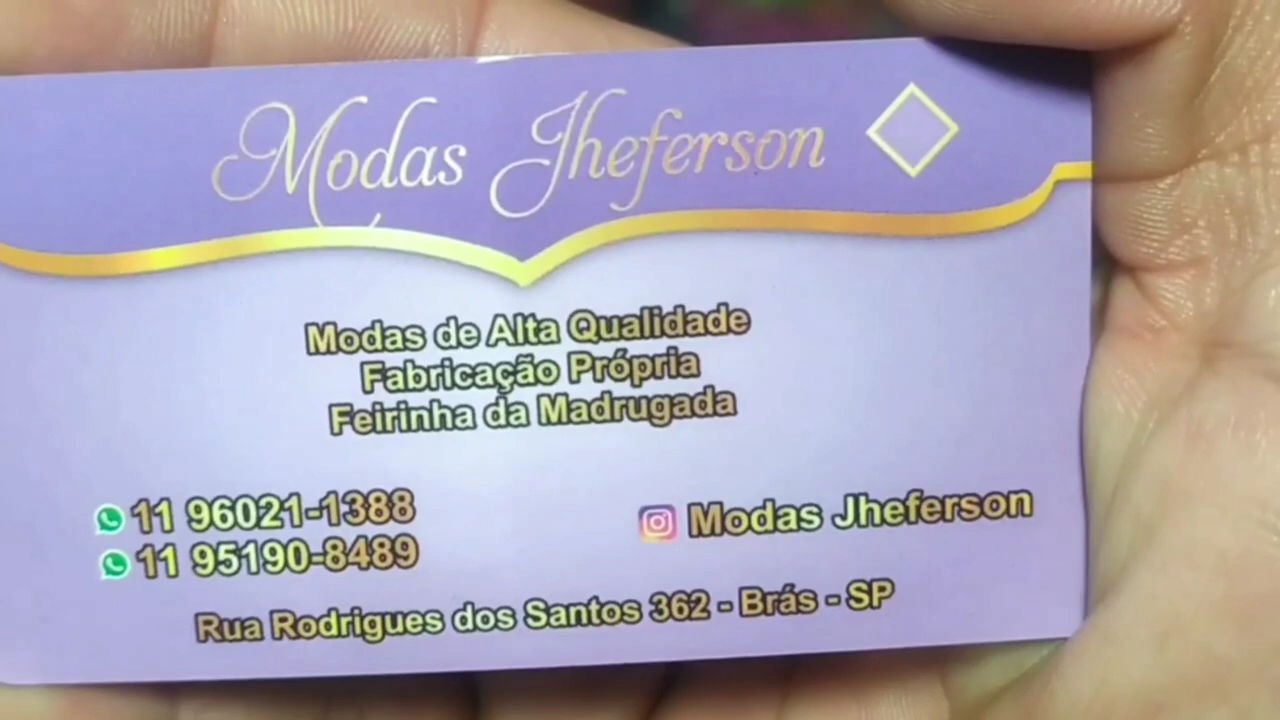 Modas Jheferson
Modas de Alta Qualidade
Fabricação Própria
Feirinha da Madrugada
11 96021-1388
11 95190-8489
Modas Jheferson
Rua Rodrigues dos Santos 362 - Brás - SP